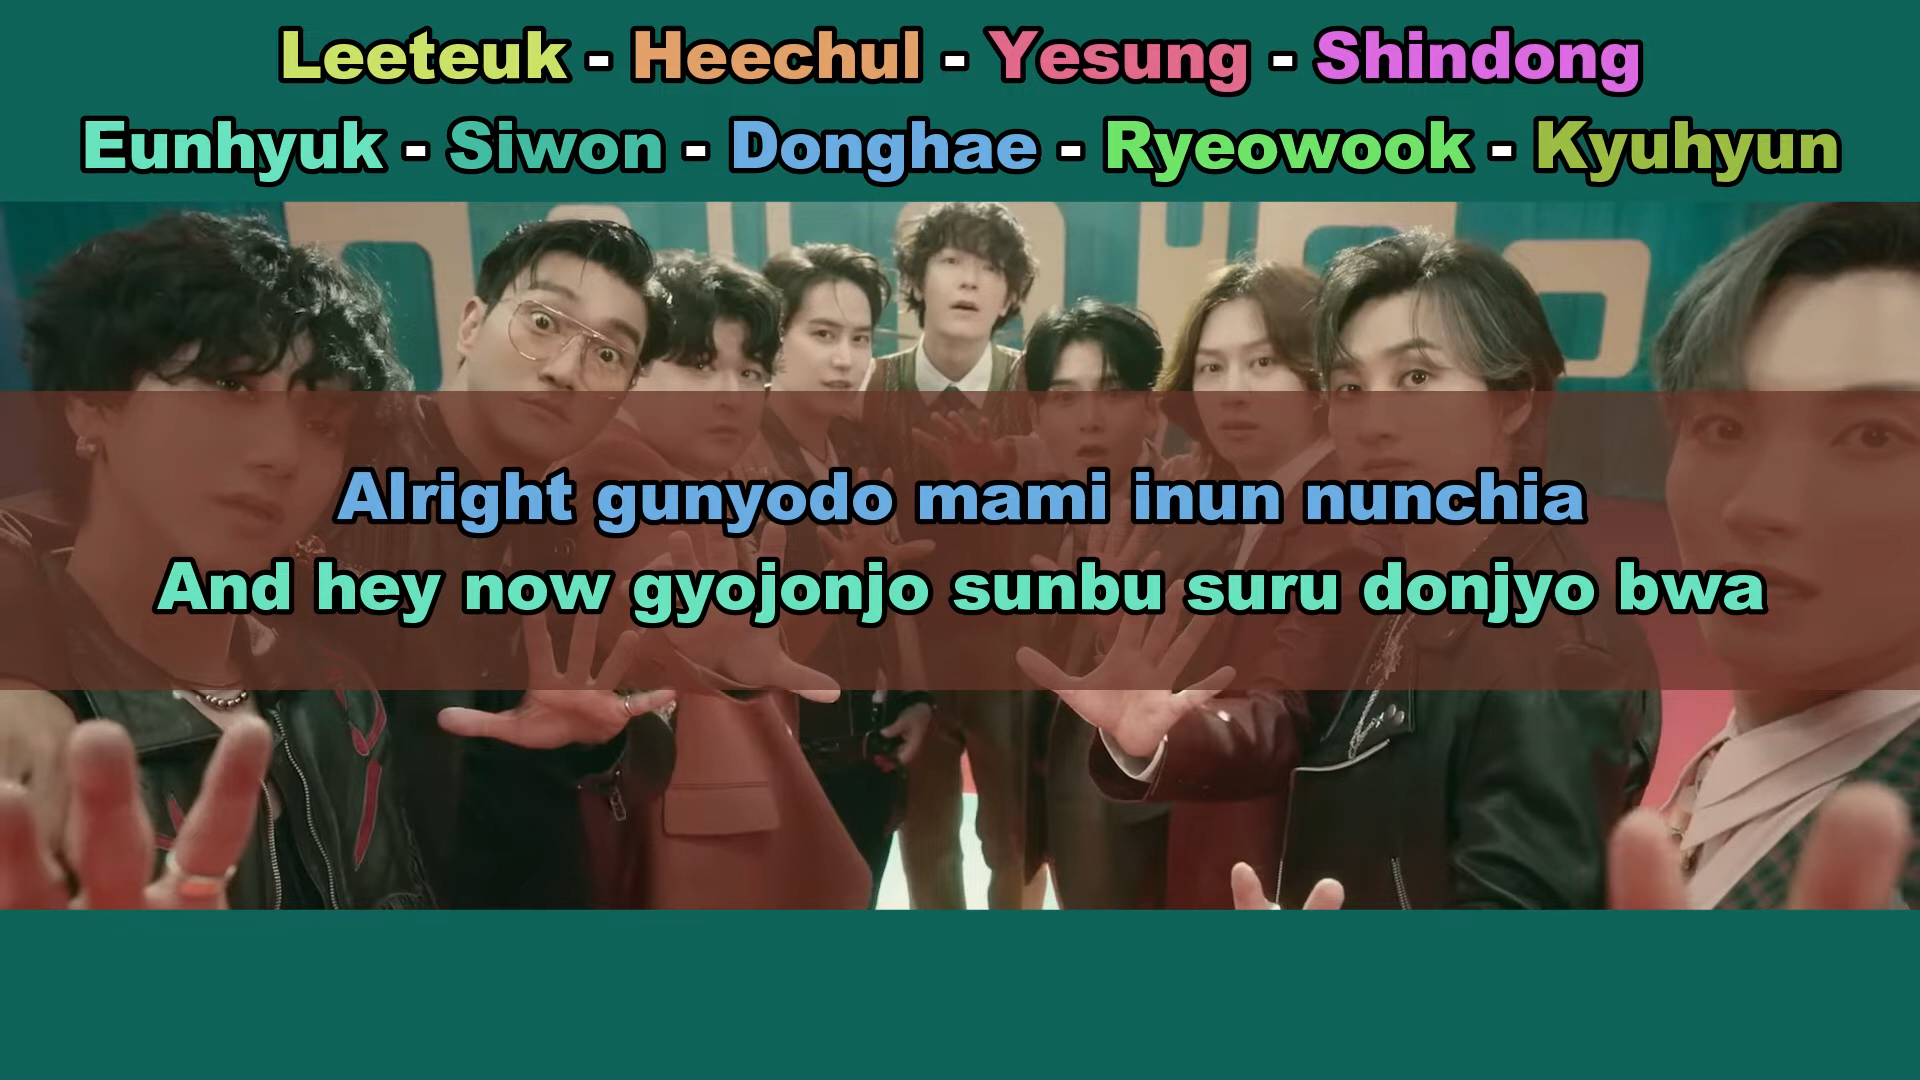 Leeteuk - Heechul - Yesung - Shindong
Eunhyuk - Siwon - Donghae - Ryeowook - Kyuhyun
Alright gunyodo mami inun nunchia
And hey now gyojonjo sunbu suru donjyo bwa